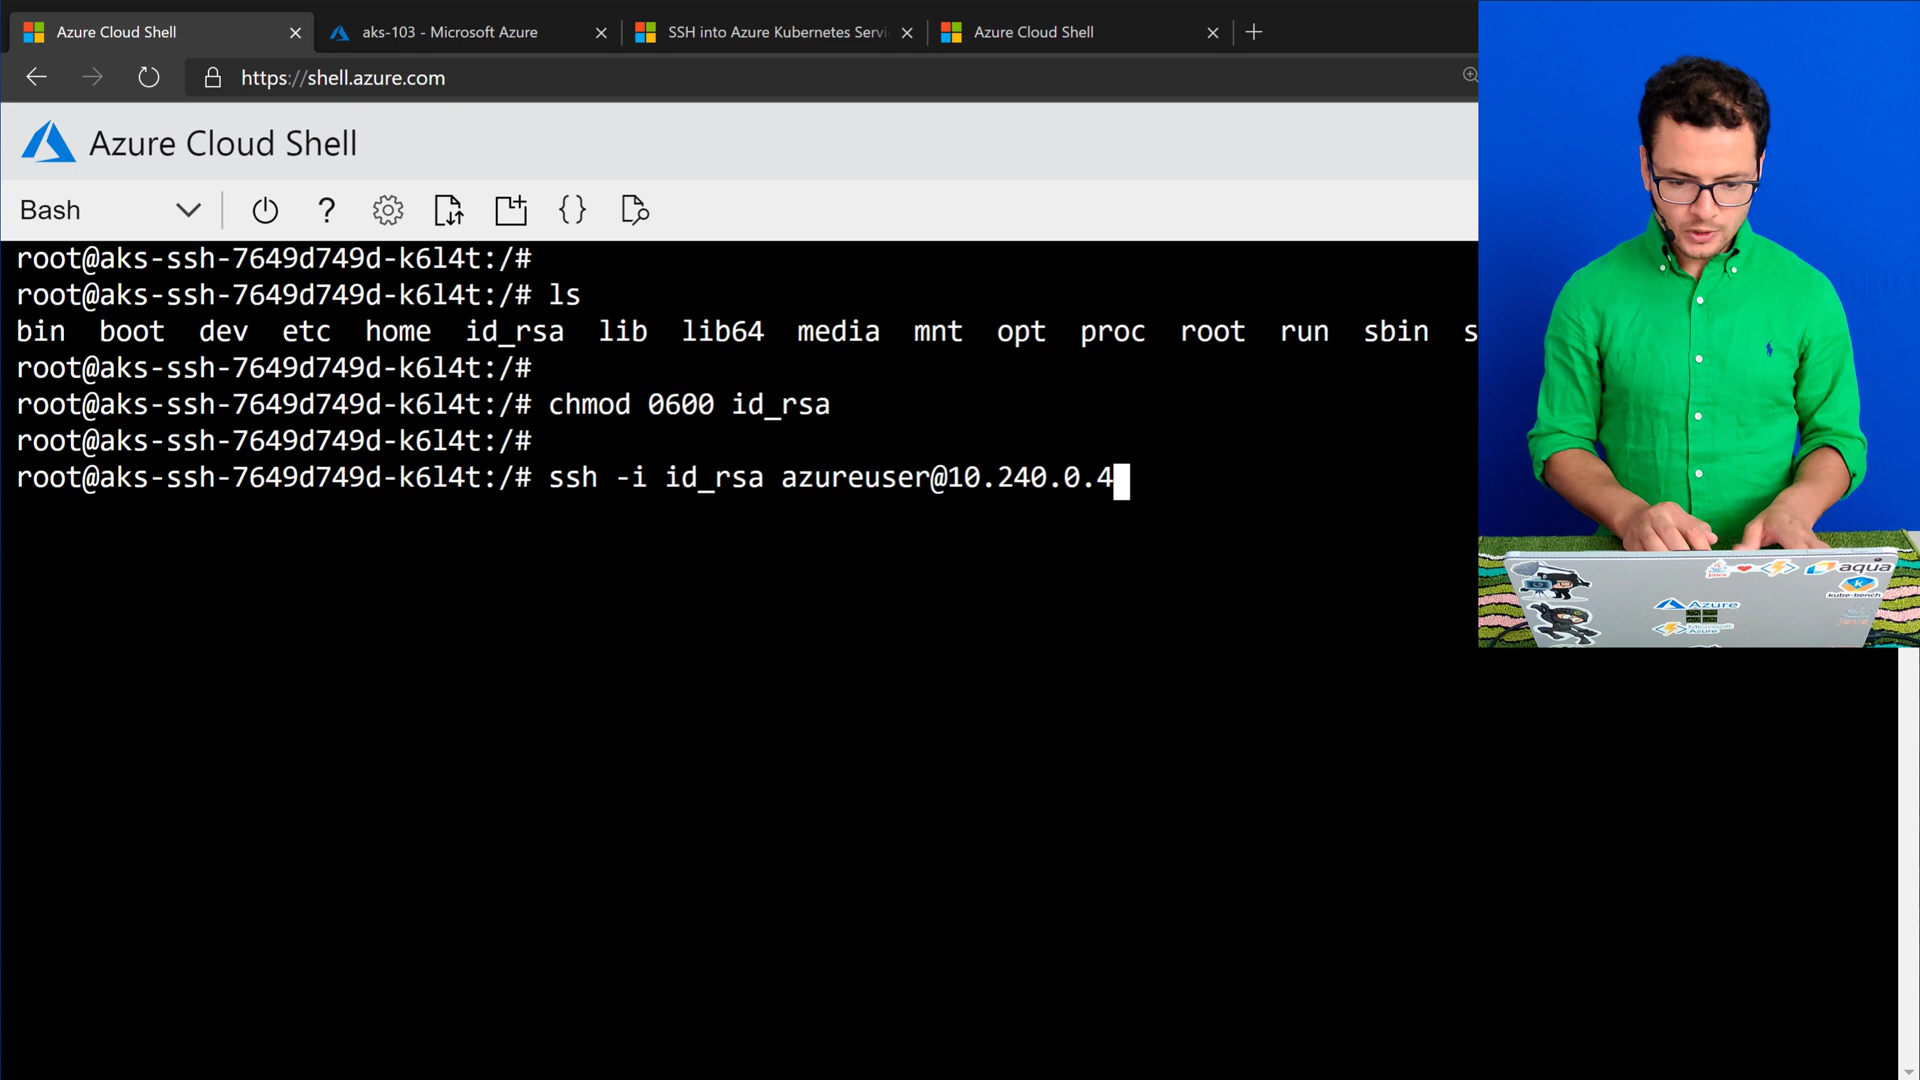 Azure Cloud Shell
aks-103 - Microsoft Azure
SSH into Azure Kubernetes Servi
Azure Cloud Shell
https://shell.azure.com
Azure Cloud Shell
Bash
root@aks-ssh-7649d749d-k6l4t:/#
root@aks-ssh-7649d749d-k6l4t:/# ls
bin boot dev etc home id_rsa lib lib64 media mnt opt proc root run sbin s
root@aks-ssh-7649d749d-k6l4t:/#
root@aks-ssh-7649d749d-k6l4t:/# chmod 0600 id_rsa
root@aks-ssh-7649d749d-k6l4t:/#
root@aks-ssh-7649d749d-k6l4t:/# ssh -i id_rsa azureuser@10.240.0.4
aqua
kube-bench
Azure
Microsoft
Azure